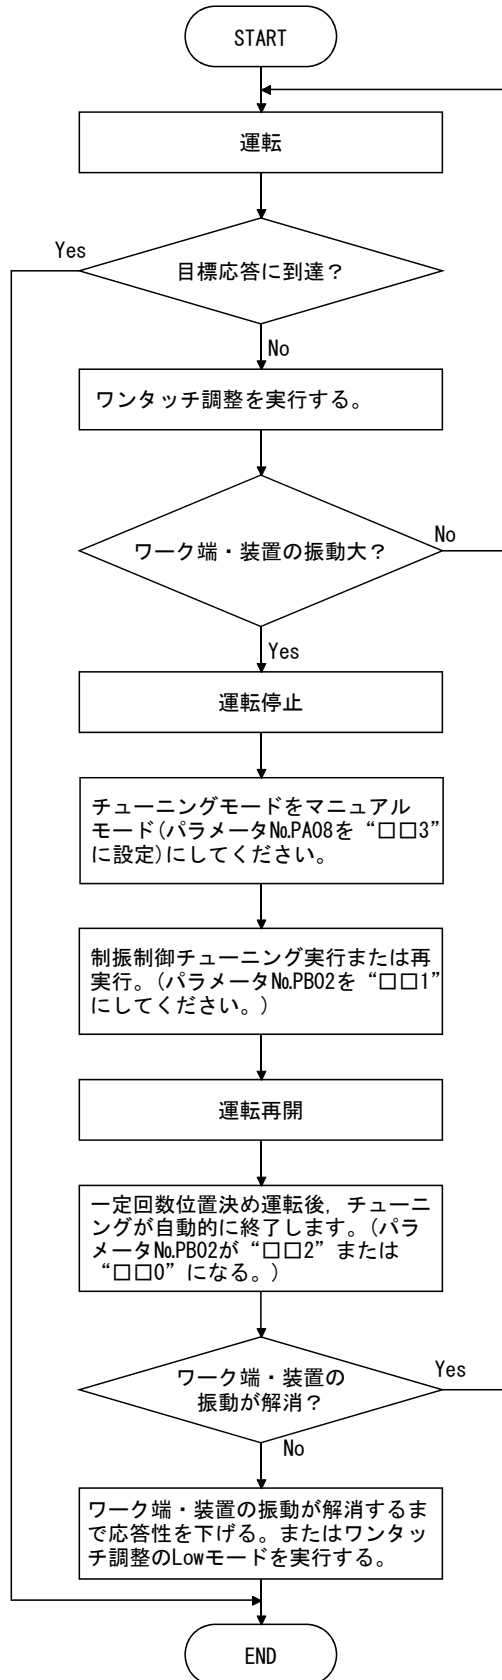 START
運転
Yes
目標応答に到達？
No
ワンタッチ調整を実行する。
ワーク端・装置の振動大？
No
Yes
運転停止
チューニングモードをマニュアル
モード(パラメータ№PA08を“□□3”
に設定)にしてください。
制振制御チューニング実行または再
実行。(パラメータ№PB02を“□□1”
にしてください。)
運転再開
一定回数位置決め運転後，チューニ
ングが自動的に終了します。(パラ
メータ№PB02が“□□2”または
“□□0”になる。)
ワーク端・装置の
振動が解消？
Yes
No
ワーク端・装置の振動が解消するま
で応答性を下げる。またはワンタッ
チ調整のLowモードを実行する。
END